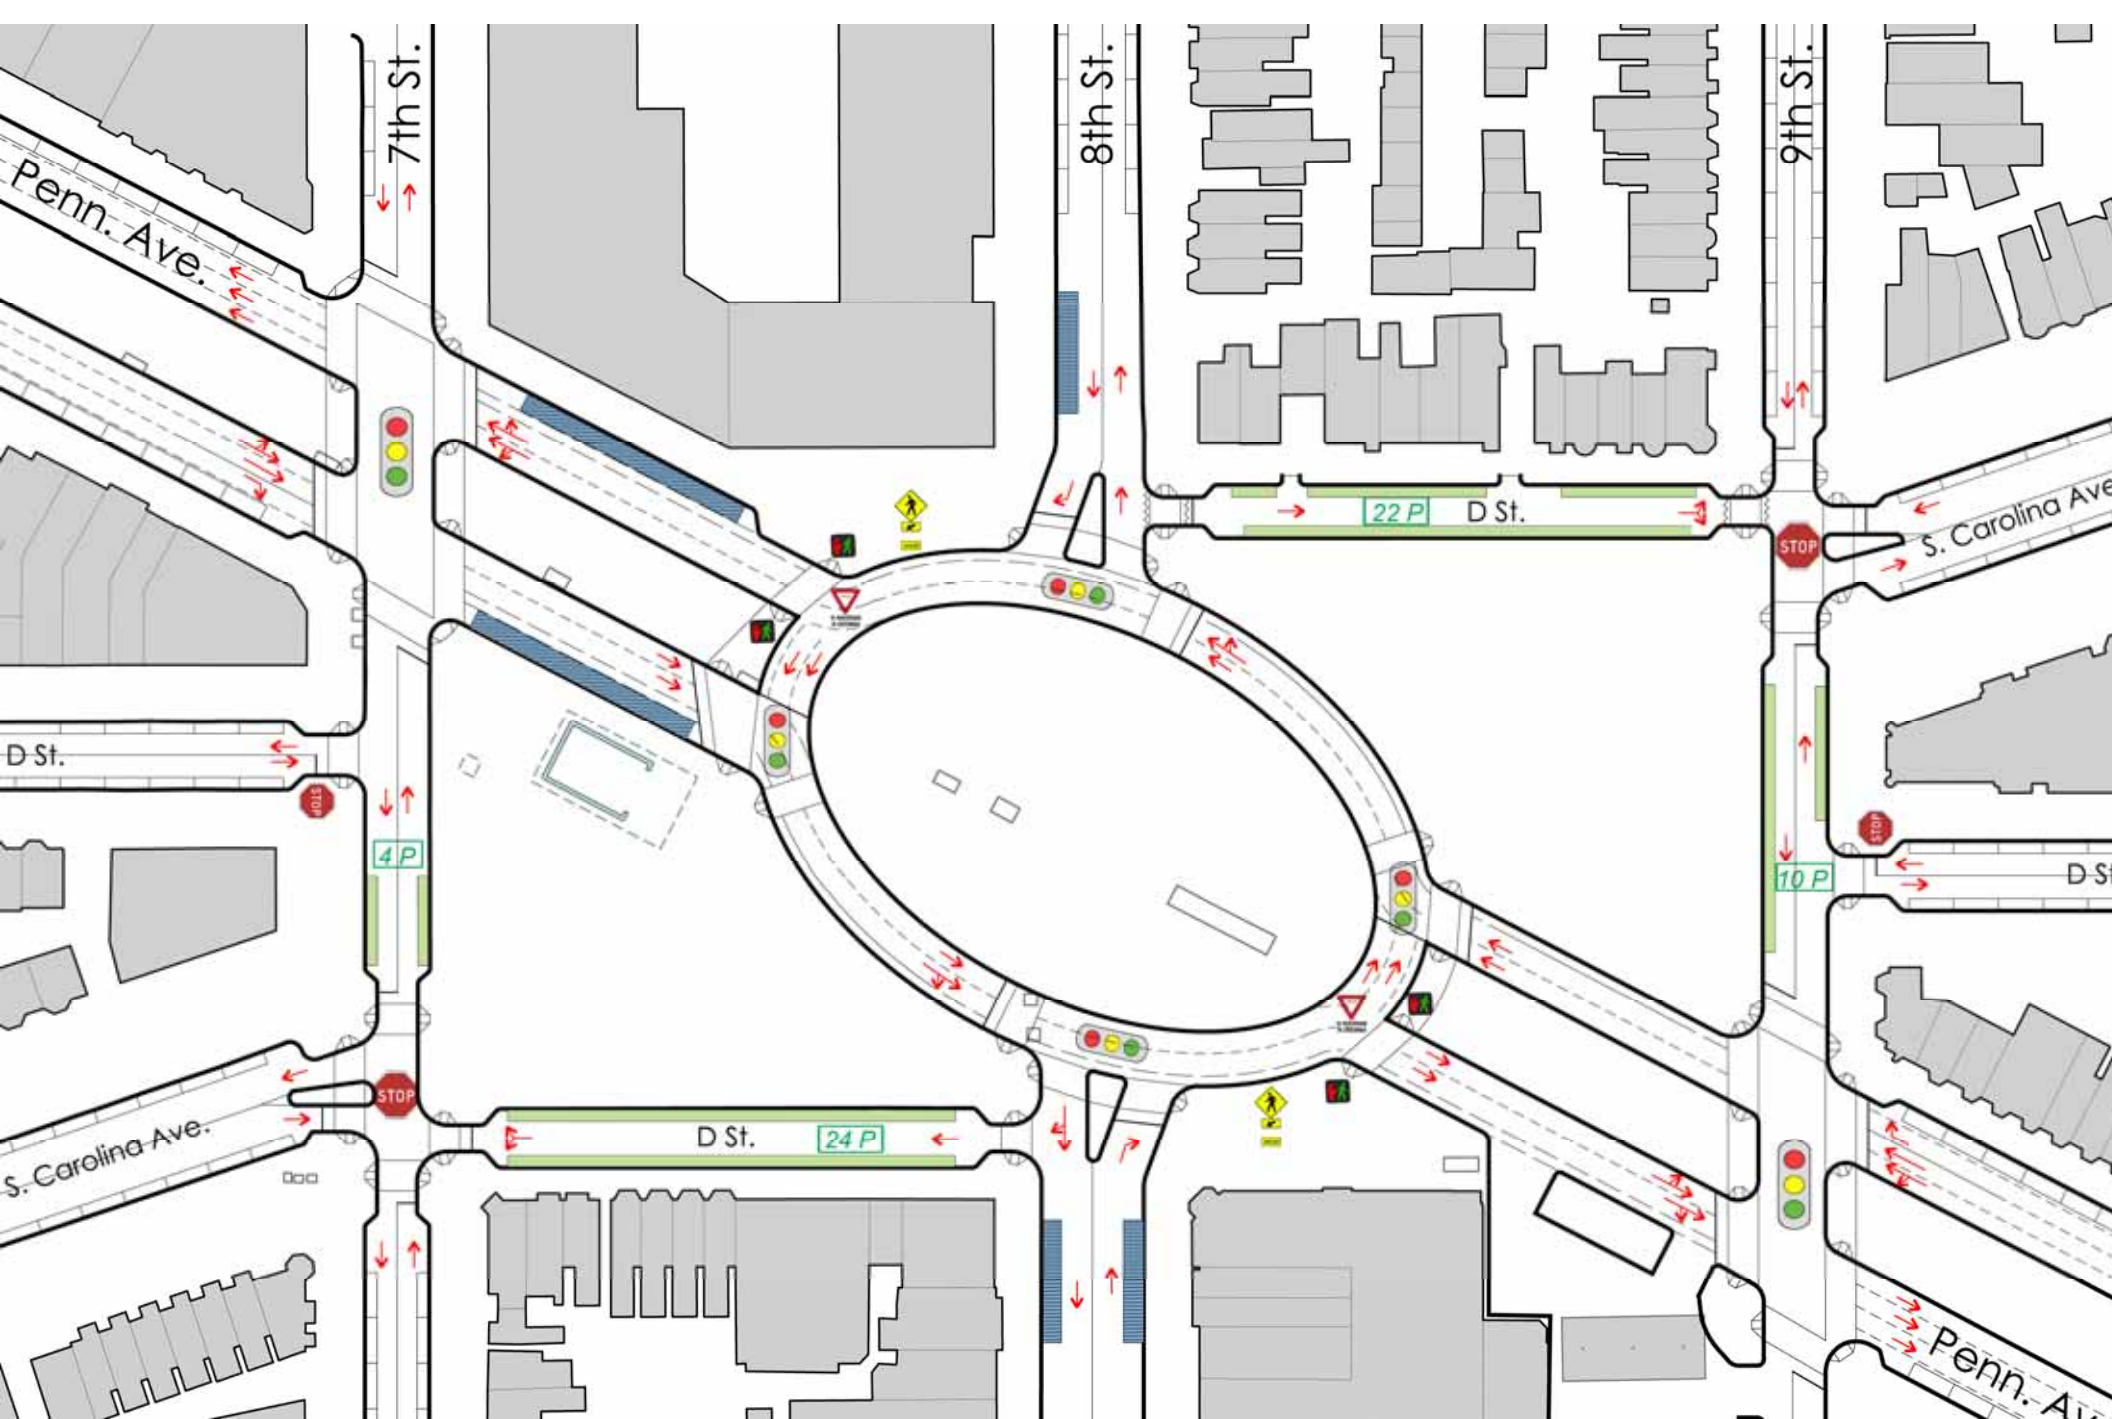 7th St.
8th St.
9th St.
Penn. Ave.
22 P
D St.
STOP
S. Carolina Ave
D St.
STOP
STOP
4 P
10 P
D St
STOP
S. Carolina Ave.
D St.
24 P
Penn. Av